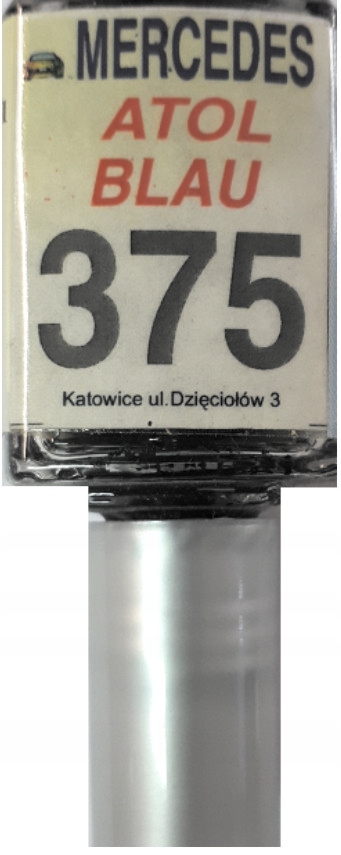 MERCEDES
ATOL
BLAU
375
Katowice ul.Dzięciołów 3